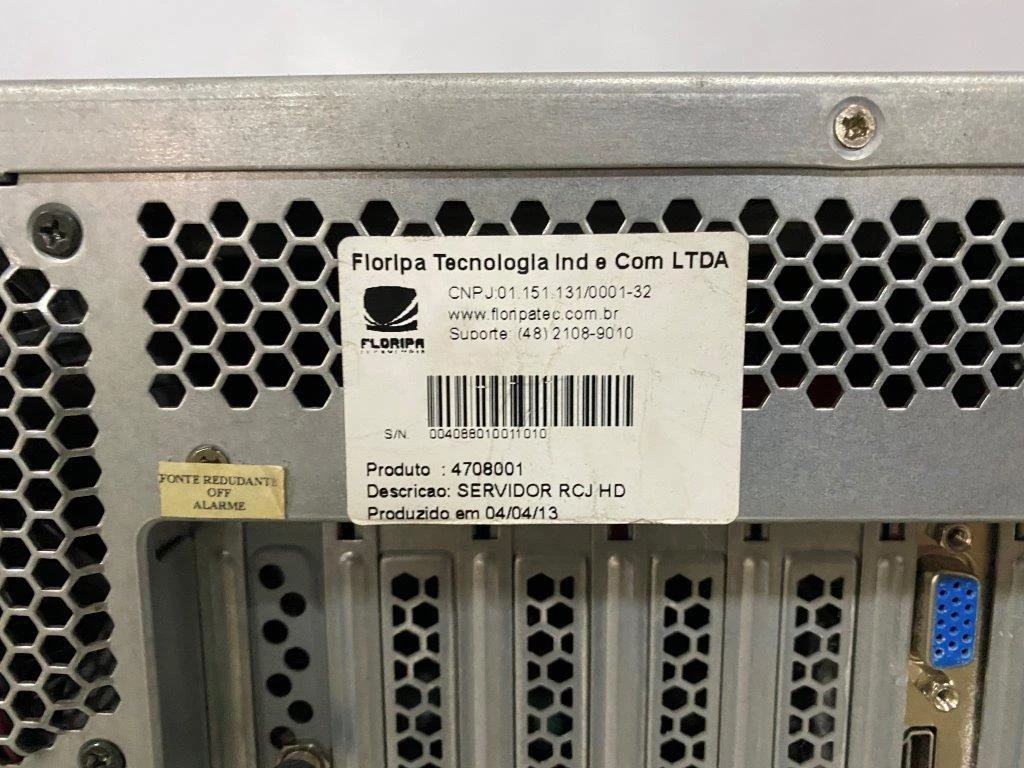 Floripa Tecnologia Ind e Com LTDA
CNPJ:01.151.131/0001-32
www.floripatec.com.br
Suporte: (48) 2108-9010
FLORIPA
TECNOLOGIA
S/N. 004088010011010
Produto : 4708001
Descricao: SERVIDOR RCJ HD
Produzido em 04/04/13
FONTE REDUDANTE
OFF
ALARME